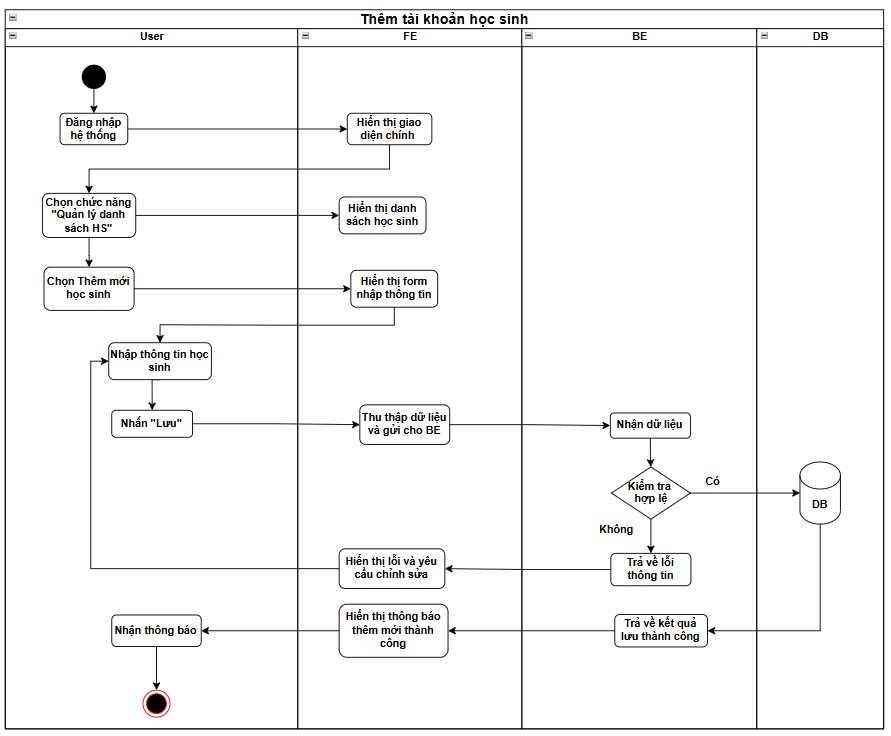 Thêm tài khoản học sinh
User
FE
BE
DB
Đăng nhập
hệ thống
Hiển thị giao
diện chính
Chọn chức năng
"Quản lý danh
sách HS"
Hiển thị danh
sách học sinh
Chọn Thêm mới
học sinh
Hiển thị form
nhập thông tin
Nhập thông tin học
sinh
Nhấn "Lưu"
Thu thập dữ liệu
và gửi cho BE
Nhận dữ liệu
Kiểm tra
hợp lệ
Có
DB
Không
Hiển thị lỗi và yêu
cầu chỉnh sửa
Trả về lỗi
thông tin
Nhận thông báo
Hiển thị thông báo
thêm mới thành
công
Trả về kết quả
lưu thành công